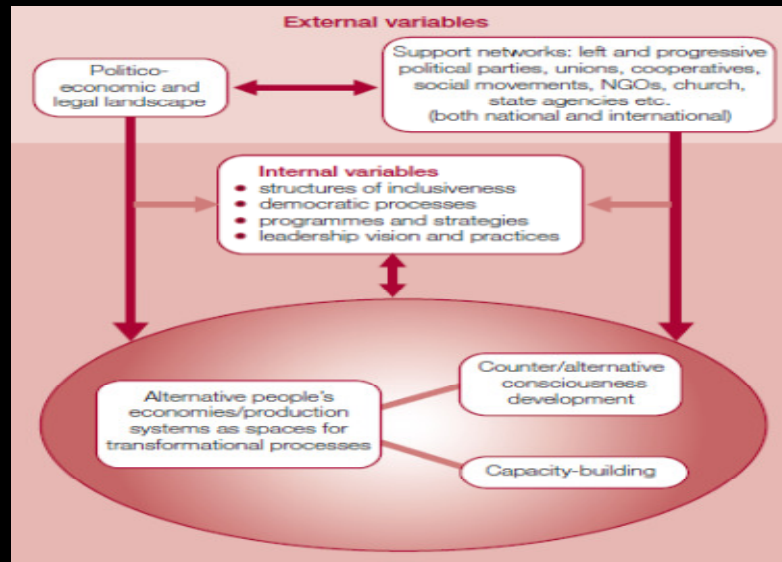 External variables
Politico-
economic and
legal landscape
Support networks: left and progressive
political parties, unions, cooperatives,
social movements, NGOs, church,
state agencies etc.
(both national and international)
Internal variables
• structures of inclusiveness
• democratic processes
• programmes and strategies
• leadership vision and practices
Alternative people's
economies/production
systems as spaces for
transformational processes
Counter/alternative
consciousness
development
Capacity-building